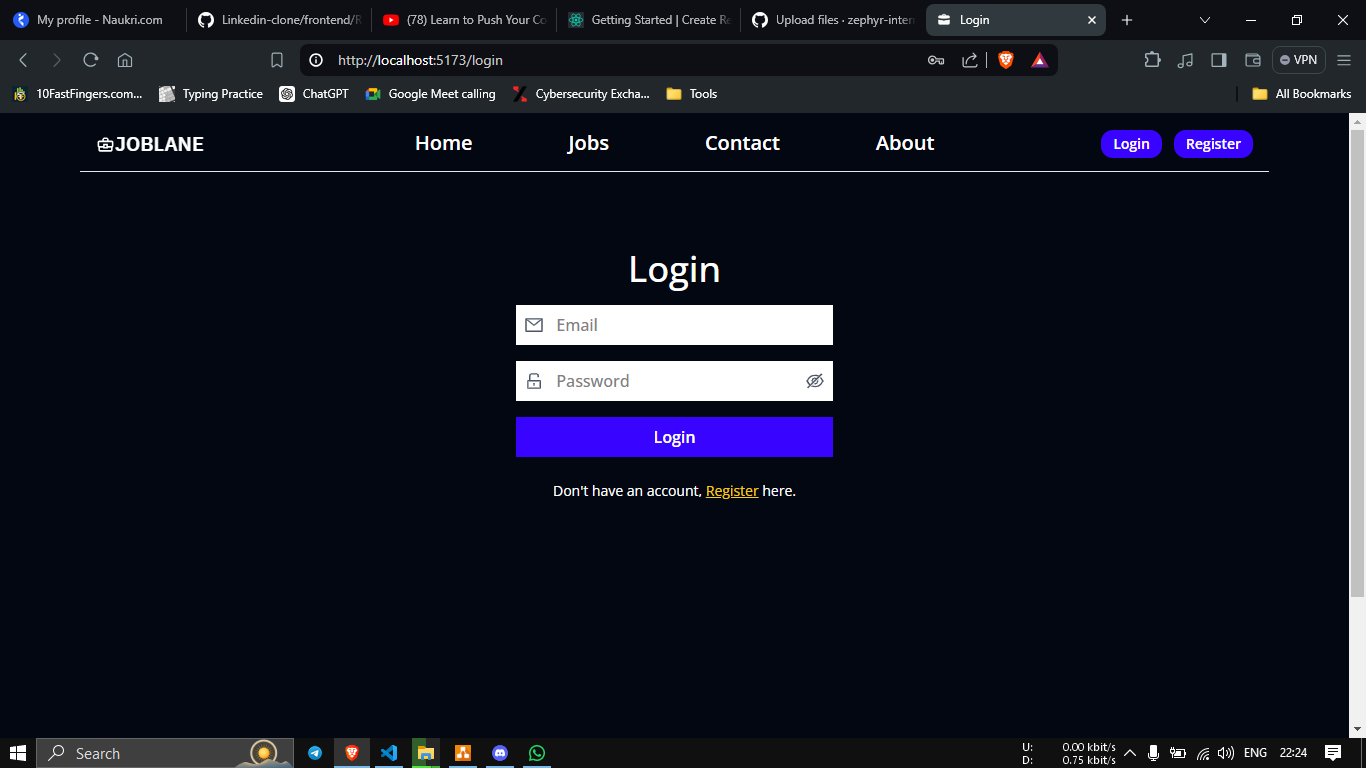 My profile - Naukri.com
Linkedin-clone/frontend/R
(78) Learn to Push Your Co
Getting Started | Create Re
Upload files · zephyr-inter
Login
http://localhost:5173/login
VPN
10FastFingers.com...
Typing Practice
ChatGPT
Google Meet calling
Cybersecurity Excha...
Tools
All Bookmarks
JOBLANE
Home
Jobs
Contact
About
Login
Register
Login
Email
Password
Login
Don't have an account, Register here.
Search
U: 0.00 kbit/s
D: 0.75 kbit/s
ENG
22:24